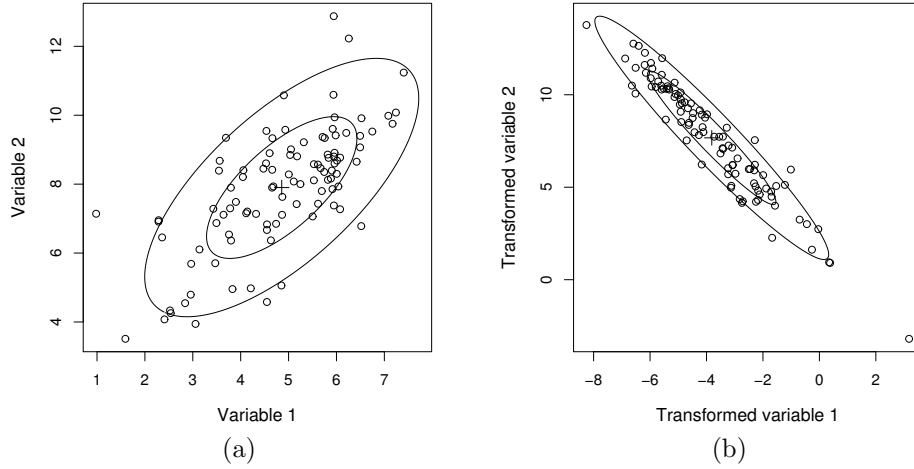 12
10
8
6
4
Variable 2
1 2 3 4 5 6 7
Variable 1
(a)
10
5
0
Transformed variable 2
−8 −6 −4 −2 0 2
Transformed variable 1
(b)